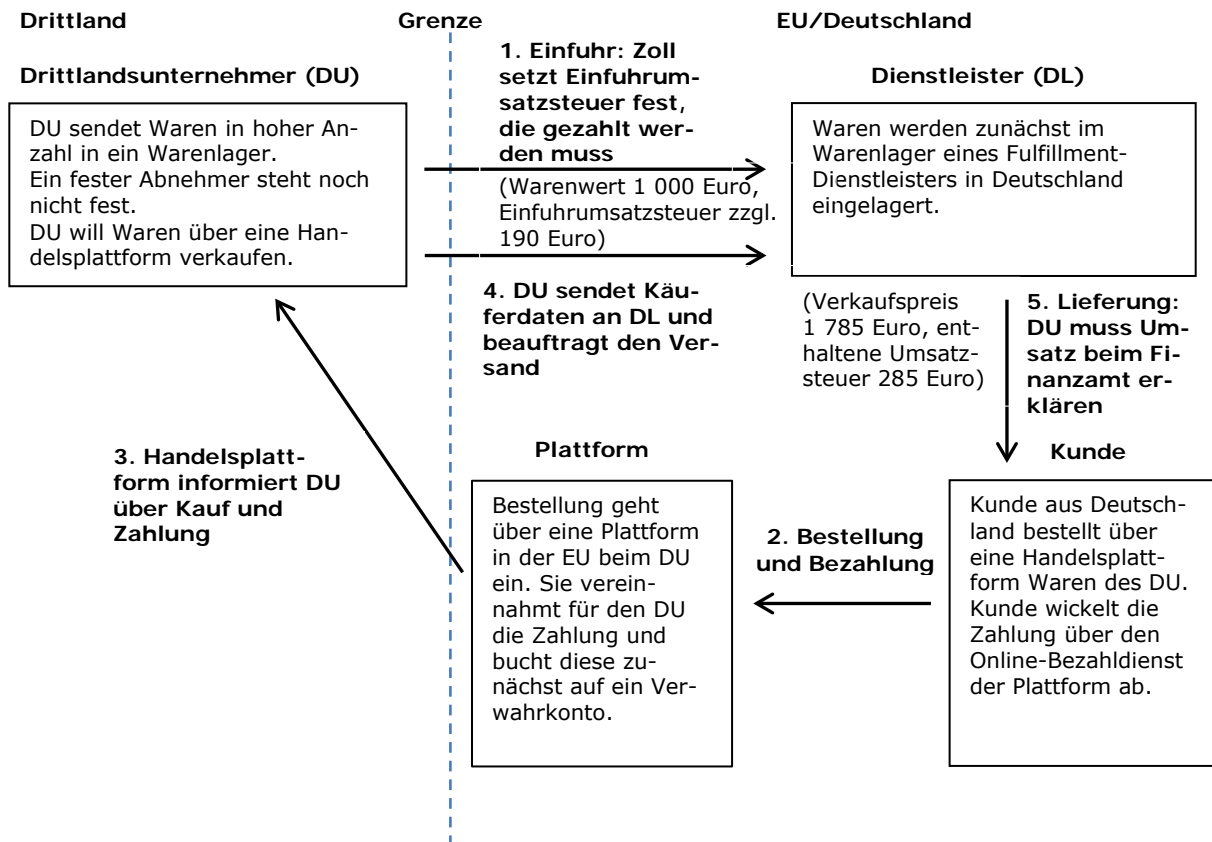 Drittland
Grenze
EU/Deutschland
Drittlandsunternehmer (DU)
DU sendet Waren in hoher An-
zahl in ein Warenlager.
Ein fester Abnehmer steht noch
nicht fest.
DU will Waren über eine Han-
delsplattform verkaufen.
1. Einfuhr: Zoll
setzt Einfuhrum-
satzsteuer fest,
die gezahlt wer-
den muss
(Warenwert 1 000 Euro,
Einfuhrumsatzsteuer zzgl.
190 Euro)
Dienstleister (DL)
Waren werden zunächst im
Warenlager eines Fulfillment-
Dienstleisters in Deutschland
eingelagert.
4. DU sendet Käu-
ferdaten an DL und
beauftragt den Ver-
sand
(Verkaufspreis
1 785 Euro, ent-
haltene Umsatz-
steuer 285 Euro)
5. Lieferung:
DU muss Um-
satz beim Fi-
nanzamt er-
klären
3. Handelsplatt-
form informiert DU
über Kauf und
Zahlung
Plattform
Bestellung geht
über eine Plattform
in der EU beim DU
ein. Sie verein-
nahmt für den DU
die Zahlung und
bucht diese zu-
nächst auf ein Ver-
wahrkonto.
2. Bestellung
und Bezahlung
Kunde
Kunde aus Deutsch-
land bestellt über
eine Handelsplatt-
form Waren des DU.
Kunde wickelt die
Zahlung über den
Online-Bezahldienst
der Plattform ab.